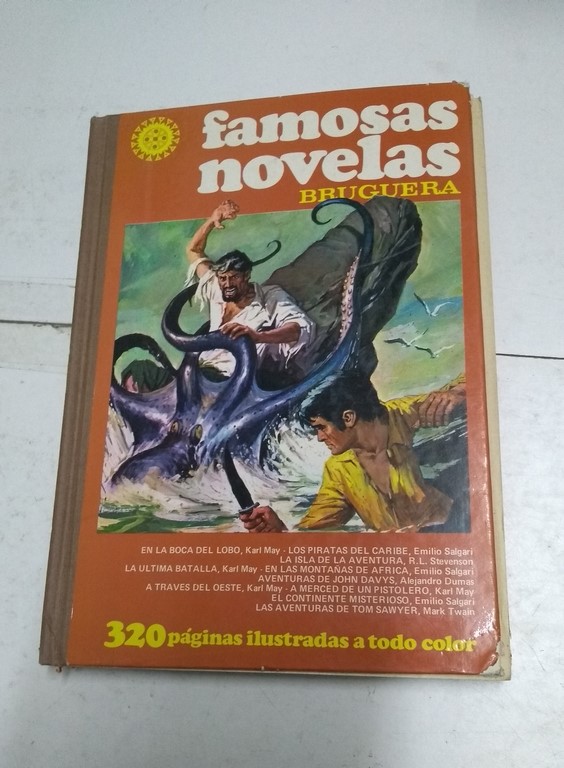 famosas
novelas
BRUGUERA
EN LA BOCA DEL LOBO, Karl May - LOS PIRATAS DEL CARIBE, Emilio Salgari
LA ISLA DE LA AVENTURA, R.L. Stevenson
LA ULTIMA BATALLA, Karl May - EN LAS MONTAÑAS DE AFRICA, Emilio Salgari
AVENTURAS DE JOHN DAVYS, Alejandro Dumas
A TRAVES DEL OESTE, Karl May - A MERCED DE UN PISTOLERO, Karl May
EL CONTINENTE MISTERIOSO, Emilio Salgari
LAS AVENTURAS DE TOM SAWYER, Mark Twain
320 páginas ilustradas a todo color